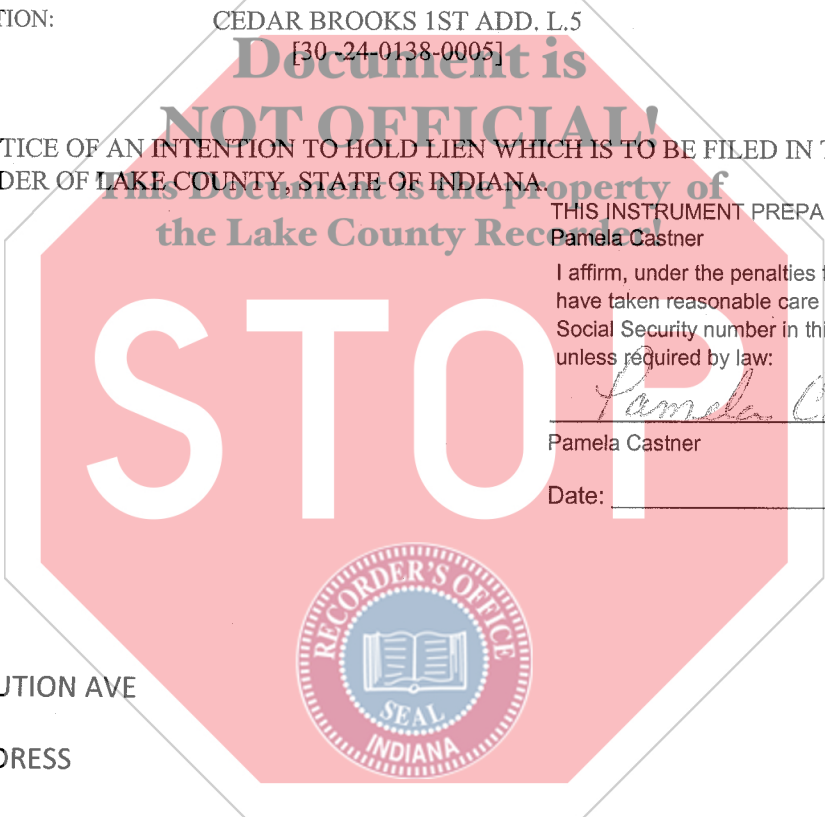 TION:
CEDAR BROOKS 1ST ADD. L.5
[30 -24-0138-0005]
Document is
NOT OFFICIAL!
TICE OF AN INTENTION TO HOLD LIEN WHICH IS TO BE FILED IN T
DER OF LAKE COUNTY, STATE OF INDIANA.
This Document is the property of
the Lake County Recorder!
THIS INSTRUMENT PREPA
Pamela Castner
I affirm, under the penalties f
have taken reasonable care
Social Security number in thi
unless required by law:
Pamela C
Pamela Castner
Date:
STOP
RECORDER'S OFFICE
SEAL
INDIANA
UTION AVE
DRESS